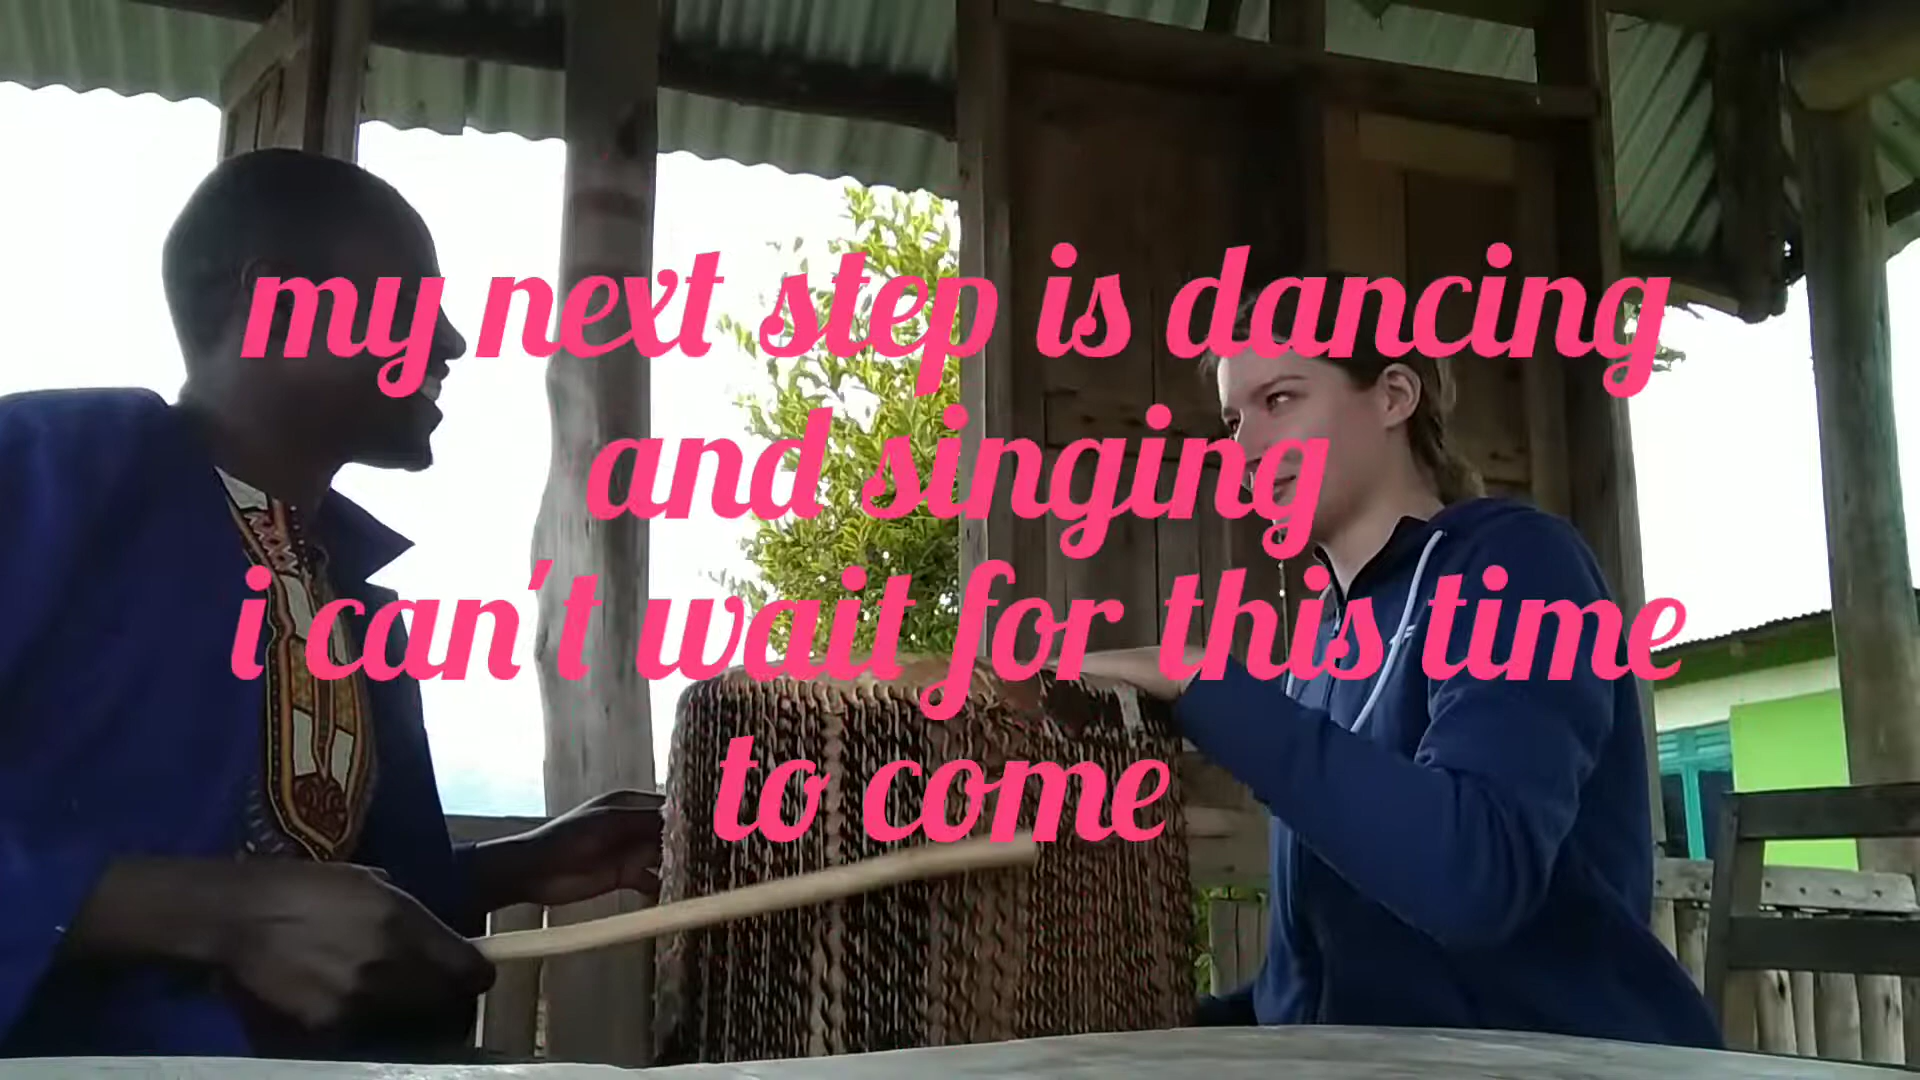 my next step is dancing
and singing
i can't wait for this time
to come